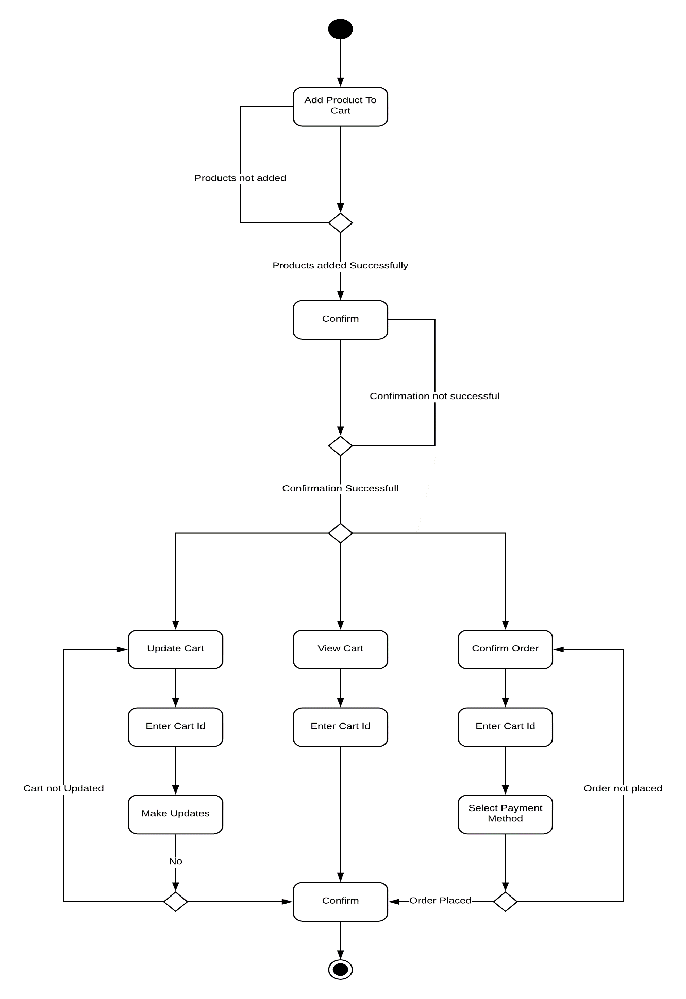 Add Product To
Cart
Products not added
Products added Successfully
Confirm
Confirmation not successful
Confirmation Successfull
Update Cart
View Cart
Confirm Order
Enter Cart Id
Enter Cart Id
Enter Cart Id
Cart not Updated
Order not placed
Make Updates
Select Payment
Method
No
Confirm
Order Placed